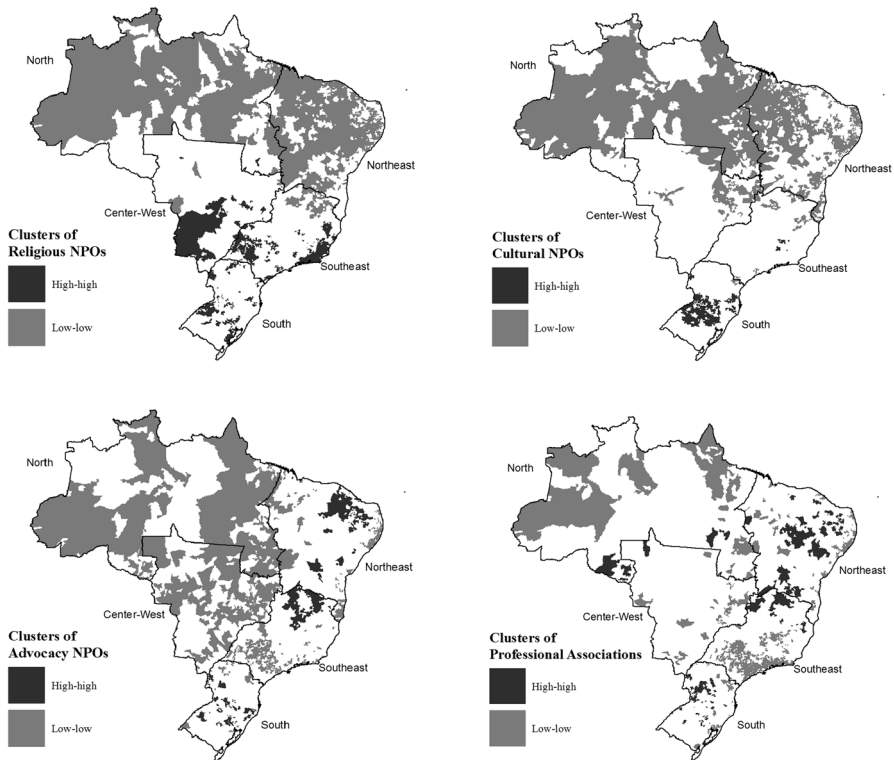 North
Northeast
Center-West
Southeast
South
Clusters of
Religious NPOs
High-high
Low-low
North
Northeast
Center-West
Southeast
South
Clusters of
Cultural NPOs
High-high
Low-low
North
Northeast
Center-West
Southeast
South
Clusters of
Advocacy NPOs
High-high
Low-low
North
Northeast
Center-West
Southeast
South
Clusters of
Professional Associations
High-high
Low-low